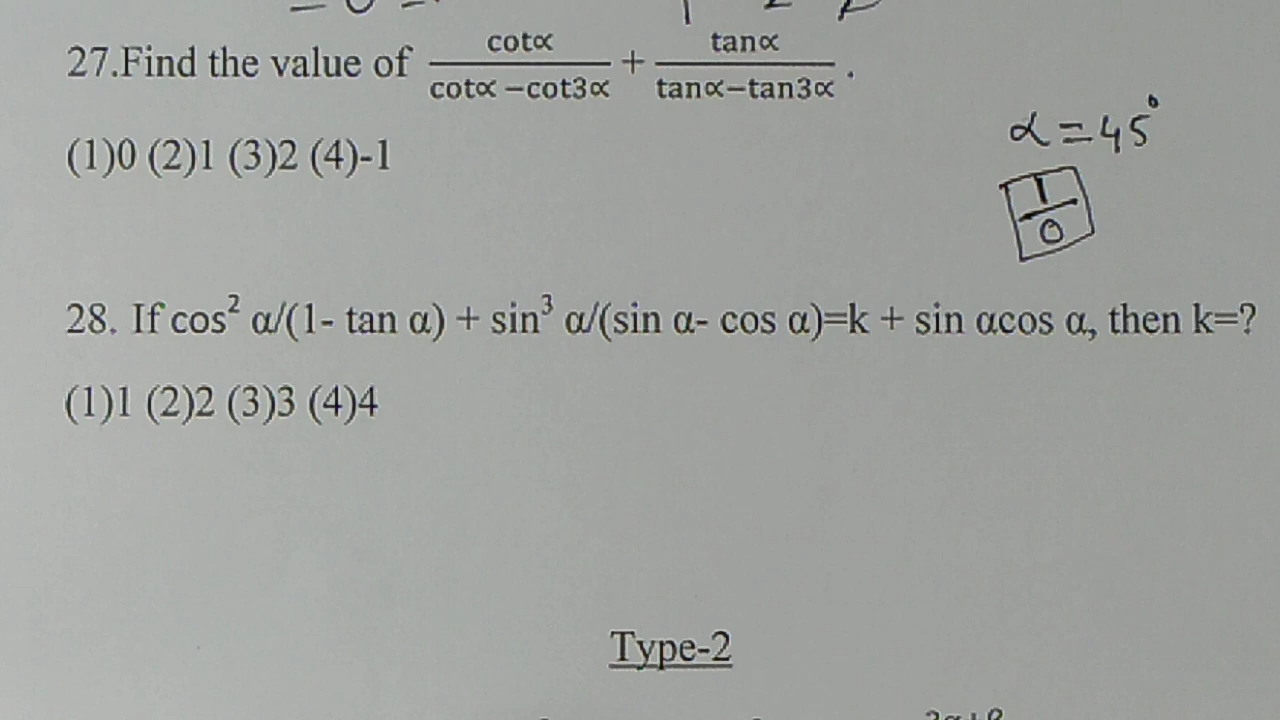 27.Find the value of cotα/(cotα −cot3α) + tanα/(tanα−tan3α) .
α = 45°
(1)0 (2)1 (3)2 (4)-1
1/0
28. If cos² α/(1- tan α) + sin³ α/(sin α- cos α)=k + sin αcos α, then k=?
(1)1 (2)2 (3)3 (4)4
Type-2